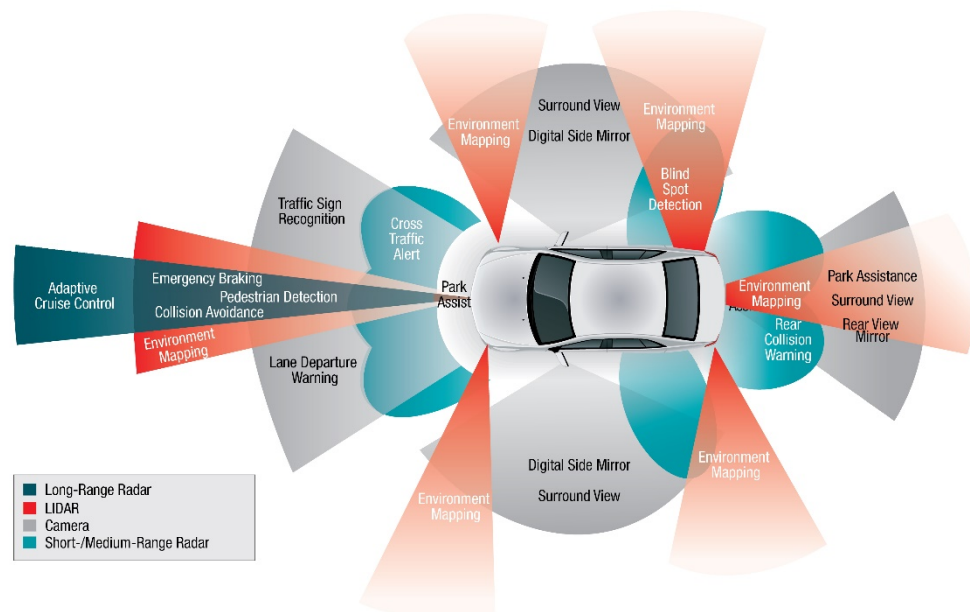 Surround View
Digital Side Mirror
Environment
Mapping
Environment
Mapping
Blind
Spot
Detection
Traffic Sign
Recognition
Cross
Traffic
Alert
Adaptive
Cruise Control
Emergency Braking
Pedestrian Detection
Collision Avoidance
Environment
Mapping
Park
Assist
Lane Departure
Warning
Environment
Mapping
Rear
Collision
Warning
Park Assistance
Surround View
Rear View
Mirror
Digital Side Mirror
Surround View
Environment
Mapping
Environment
Mapping
Long-Range Radar
LIDAR
Camera
Short-/Medium-Range Radar